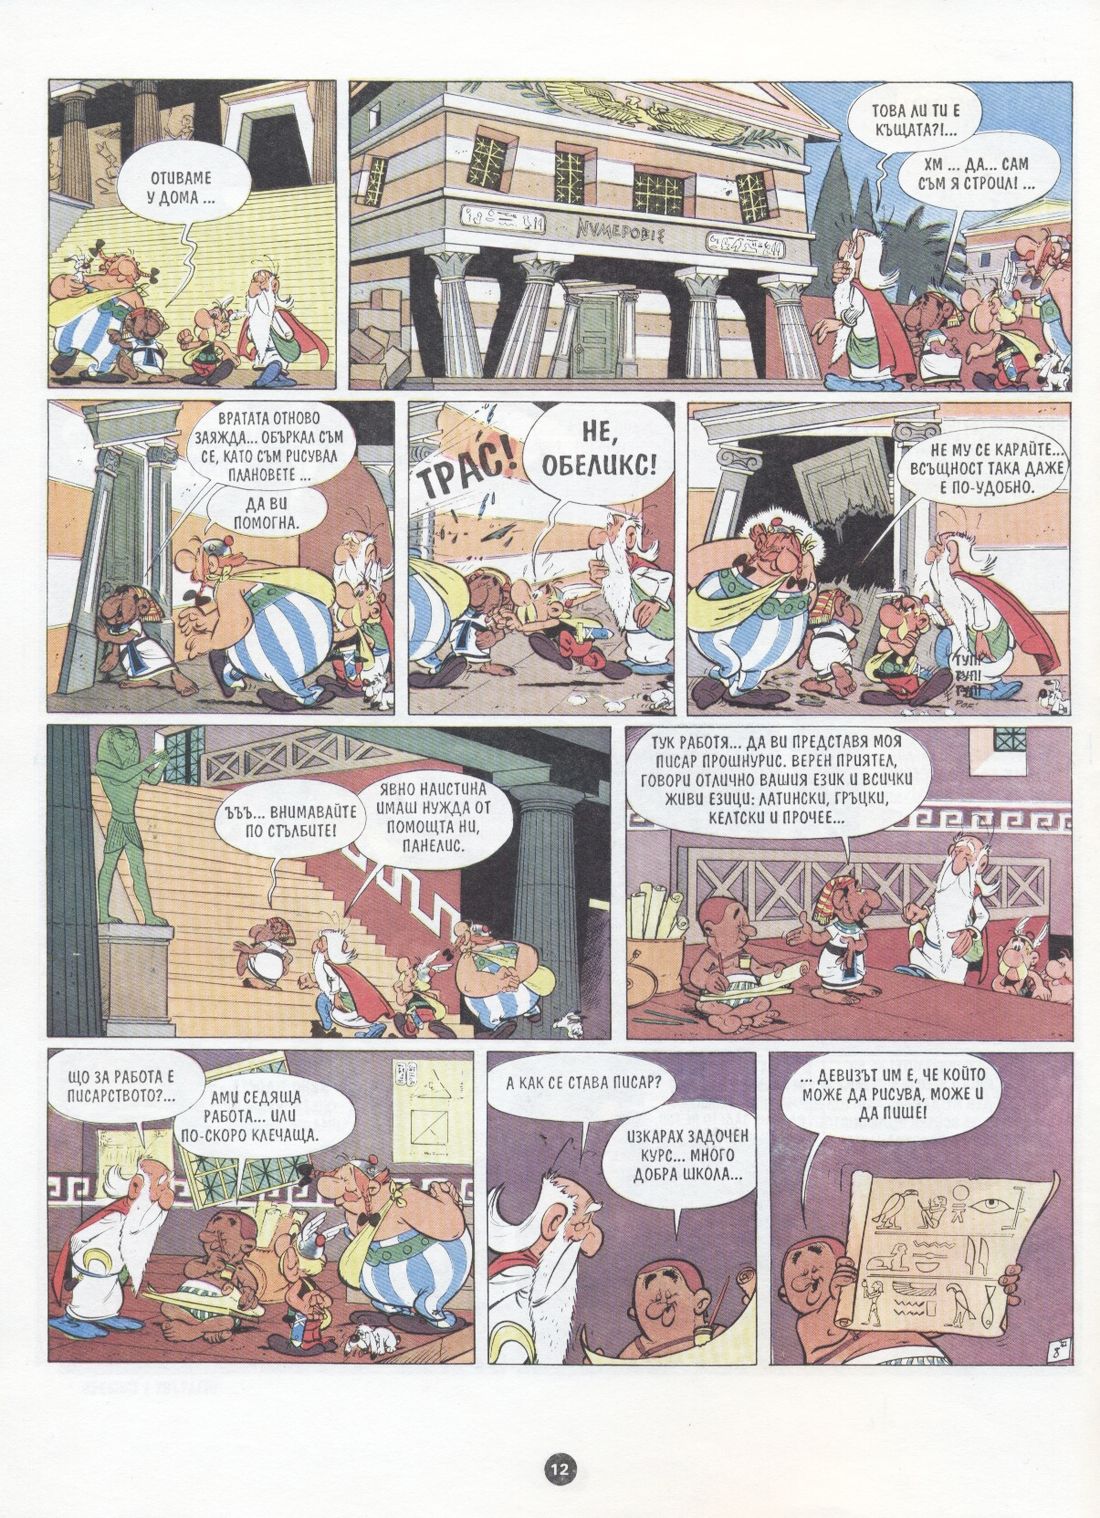 ОТИВАМЕ
У ДОМА ...
ТОВА ЛИ ТИ Е
КЪЩАТА?!...
ХМ ... ДА... САМ
СЪМ Я СТРОИЛ! ...
NVMEPOBIS
ВРАТАТА ОТНОВО
ЗАЯЖДА... ОБЪРКАЛ СЪМ
СЕ, КАТО СЪМ РИСУВАЛ
ПЛАНОВЕТЕ ...
ДА ВИ
ПОМОГНА.
ТРАС!
НЕ,
ОБЕЛИКС!
НЕ МУ СЕ КАРАЙТЕ...
ВСЪЩНОСТ ТАКА ДАЖЕ
Е ПО-УДОБНО.
ТУП!
ТУП!
ТУП!
ЪЪЪ... ВНИМАВАЙТЕ
ПО СТЪЛБИТЕ!
ЯВНО НАИСТИНА
ИМАШ НУЖДА ОТ
ПОМОЩТА НИ,
ПАНЕЛИС.
ТУК РАБОТЯ... ДА ВИ ПРЕДСТАВЯ МОЯ
ПИСАР ПРОШНУРИС. ВЕРЕН ПРИЯТЕЛ,
ГОВОРИ ОТЛИЧНО ВАШИЯ ЕЗИК И ВСИЧКИ
ЖИВИ ЕЗИЦИ: ЛАТИНСКИ, ГРЪЦКИ,
КЕЛТСКИ И ПРОЧЕЕ...
ЩО ЗА РАБОТА Е
ПИСАРСТВОТО?...
АМИ СЕДЯЩА
РАБОТА... ИЛИ
ПО-СКОРО КЛЕЧАЩА.
А КАК СЕ СТАВА ПИСАР?
ИЗКАРАХ ЗАДОЧЕН
КУРС... МНОГО
ДОБРА ШКОЛА...
... ДЕВИЗЪТ ИМ Е, ЧЕ КОЙТО
МОЖЕ ДА РИСУВА, МОЖЕ И
ДА ПИШЕ!
12